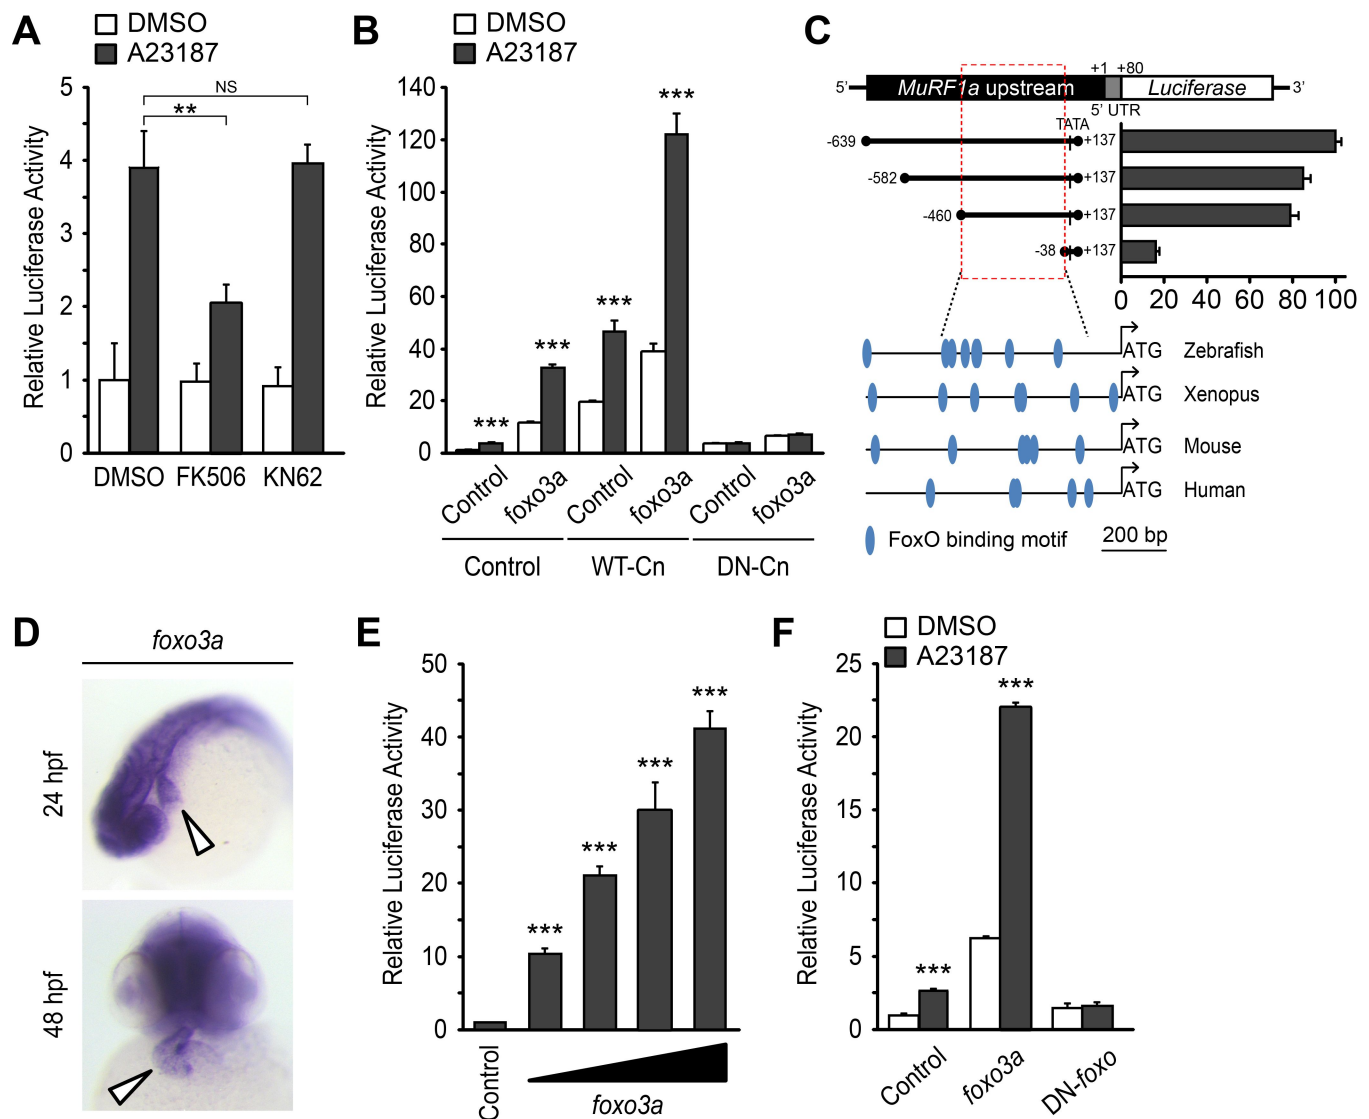 A
DMSO
A23187
Relative Luciferase Activity
5
4
3
2
1
0
NS
**
DMSO FK506 KN62
B
DMSO
A23187
Relative Luciferase Activity
140
120
100
80
60
40
20
0
***
***
***
***
Control foxo3a Control foxo3a Control foxo3a
Control WT-Cn DN-Cn
C
+1 +80
5' MuRF1a upstream Luciferase 3'
5' UTR
TATA
-639 +137
-582 +137
-460 +137
-38 +137
0 20 40 60 80 100
ATG Zebrafish
ATG Xenopus
ATG Mouse
ATG Human
FoxO binding motif 200 bp
D
foxo3a
24 hpf
48 hpf
E
Relative Luciferase Activity
50
40
30
20
10
0
***
***
***
***
Control
foxo3a
F
DMSO
A23187
Relative Luciferase Activity
25
20
15
10
5
0
***
***
Control foxo3a DN-foxo